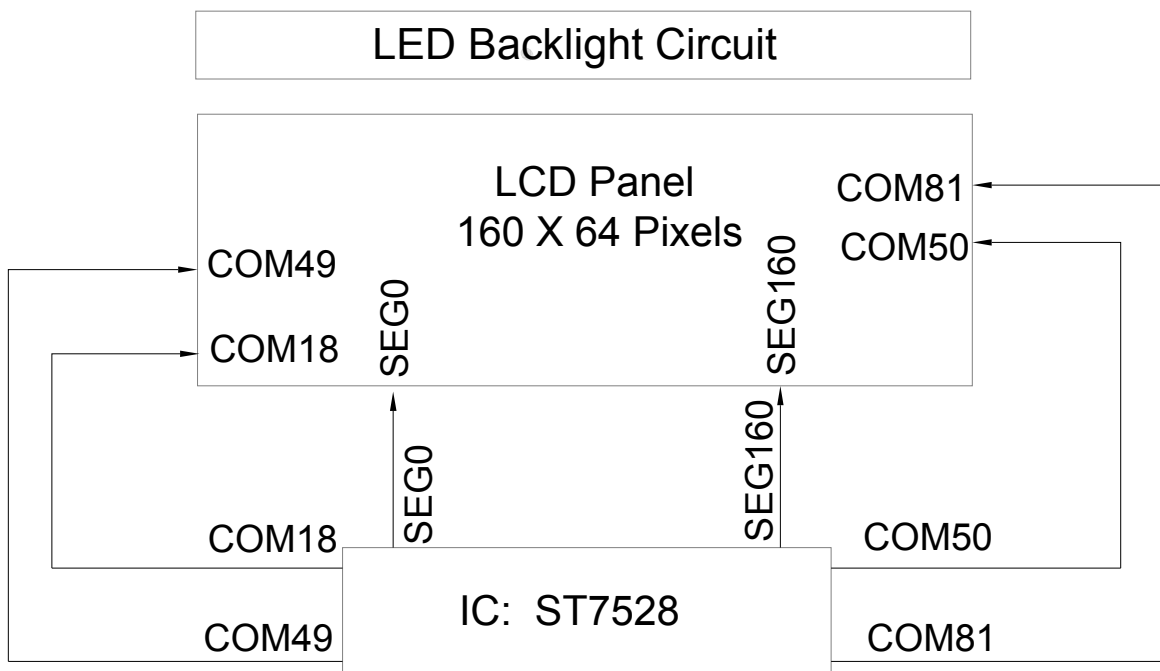 LED Backlight Circuit
LCD Panel
160 X 64 Pixels
COM81
COM50
COM49
COM18
SEG0
SEG160
SEG0
SEG160
COM18
COM50
IC: ST7528
COM49
COM81